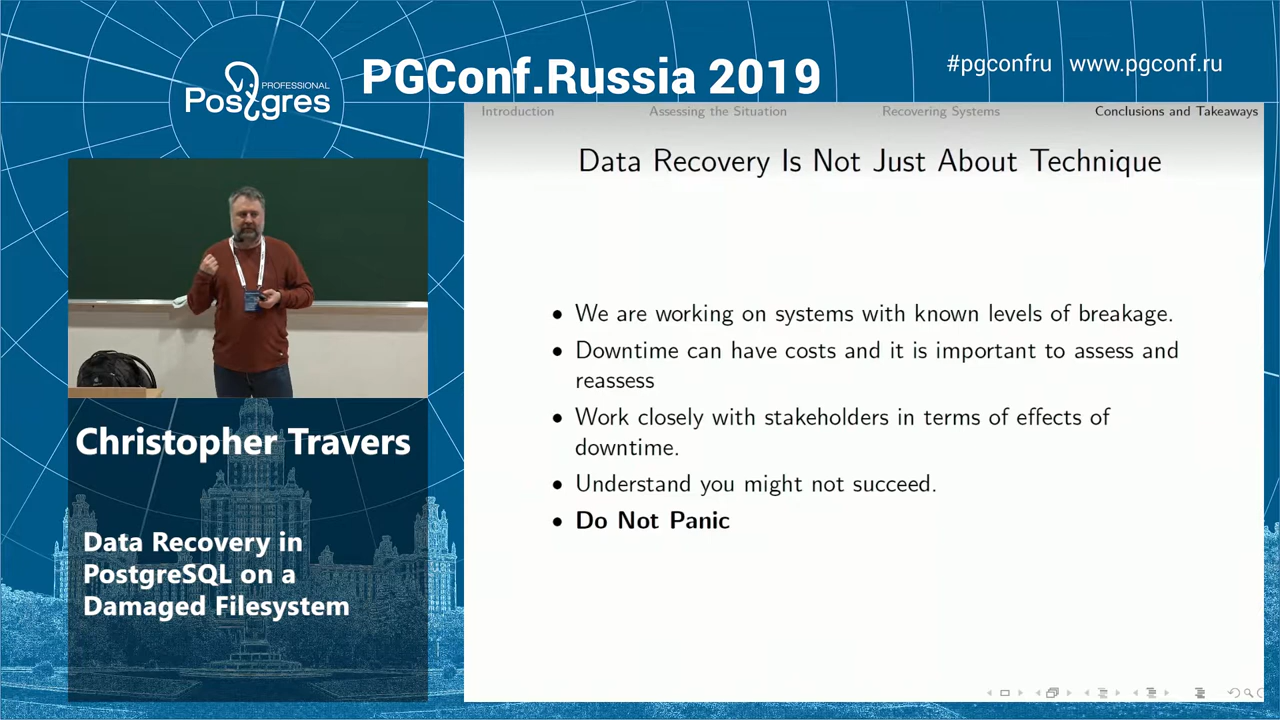 PROFESSIONAL
Postgres
PGConf.Russia 2019
#pgconfru www.pgconf.ru
Introduction
Assessing the Situation
Recovering Systems
Conclusions and Takeaways
Data Recovery Is Not Just About Technique
• We are working on systems with known levels of breakage.
• Downtime can have costs and it is important to assess and
reassess
• Work closely with stakeholders in terms of effects of
downtime.
• Understand you might not succeed.
• Do Not Panic
Christopher Travers
Data Recovery in
PostgreSQL on a
Damaged Filesystem